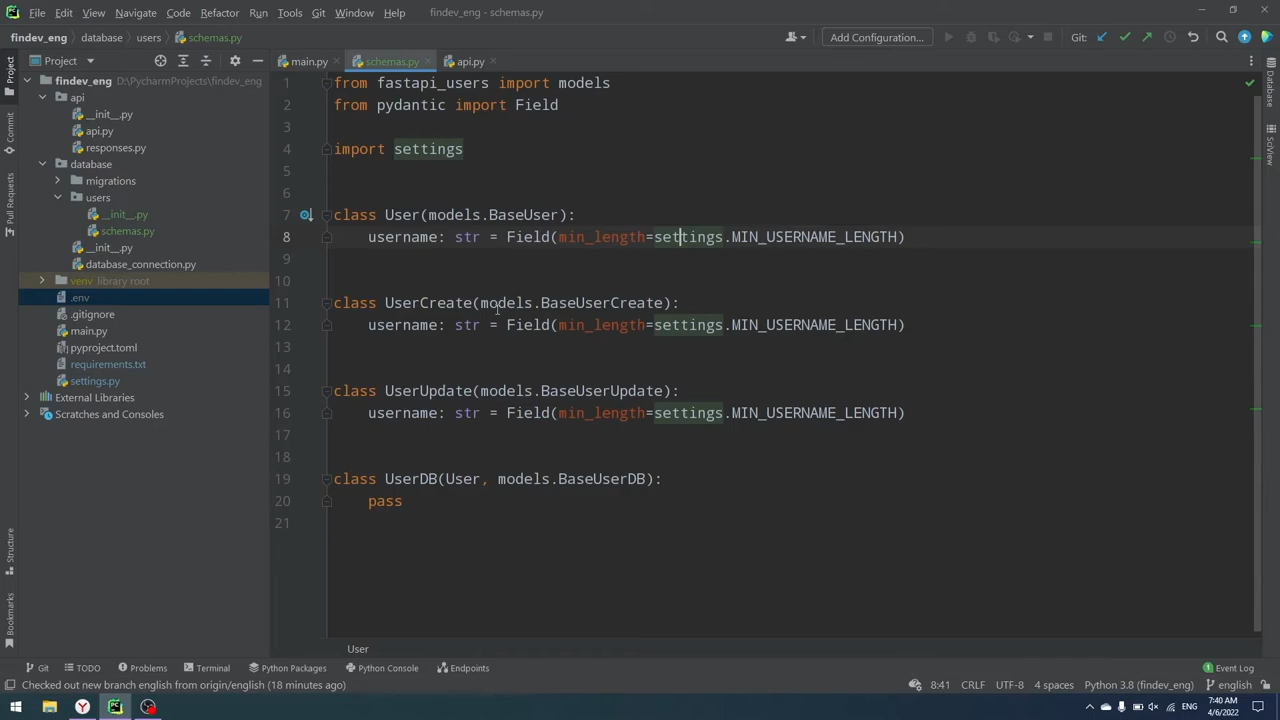 File Edit View Navigate Code Refactor Run Tools Git Window Help findev_eng - schemas.py
findev_eng database users schemas.py Add Configuration... Git:
Project main.py schemas.py api.py
findev_eng D:\PycharmProjects\findev_eng
api
__init__.py
api.py
responses.py
database
migrations
users
__init__.py
schemas.py
__init__.py
database_connection.py
venv library root
.env
.gitignore
main.py
pyproject.toml
requirements.txt
settings.py
External Libraries
Scratches and Consoles
Project
Commit
Pull Requests
Structure
Bookmarks
1 from fastapi_users import models
2 from pydantic import Field
3
4 import settings
5
6
7 class User(models.BaseUser):
8 username: str = Field(min_length=settings.MIN_USERNAME_LENGTH)
9
10
11 class UserCreate(models.BaseUserCreate):
12 username: str = Field(min_length=settings.MIN_USERNAME_LENGTH)
13
14
15 class UserUpdate(models.BaseUserUpdate):
16 username: str = Field(min_length=settings.MIN_USERNAME_LENGTH)
17
18
19 class UserDB(User, models.BaseUserDB):
20 pass
21
User
Database
SciView
Git TODO Problems Terminal Python Packages Python Console Endpoints Event Log
Checked out new branch english from origin/english (18 minutes ago) 8:41 CRLF UTF-8 4 spaces Python 3.8 (findev_eng) english
ENG 7:40 AM
4/6/2022